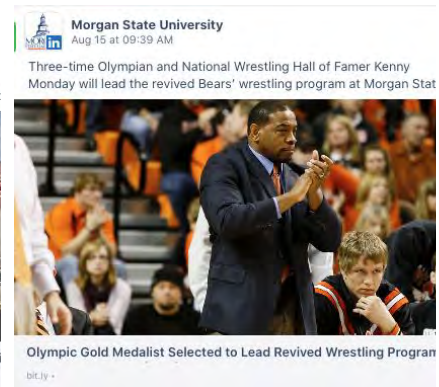 Morgan State University
Aug 15 at 09:39 AM
Three-time Olympian and National Wrestling Hall of Famer Kenny
Monday will lead the revived Bears' wrestling program at Morgan Stat
Olympic Gold Medalist Selected to Lead Revived Wrestling Program
bit.ly